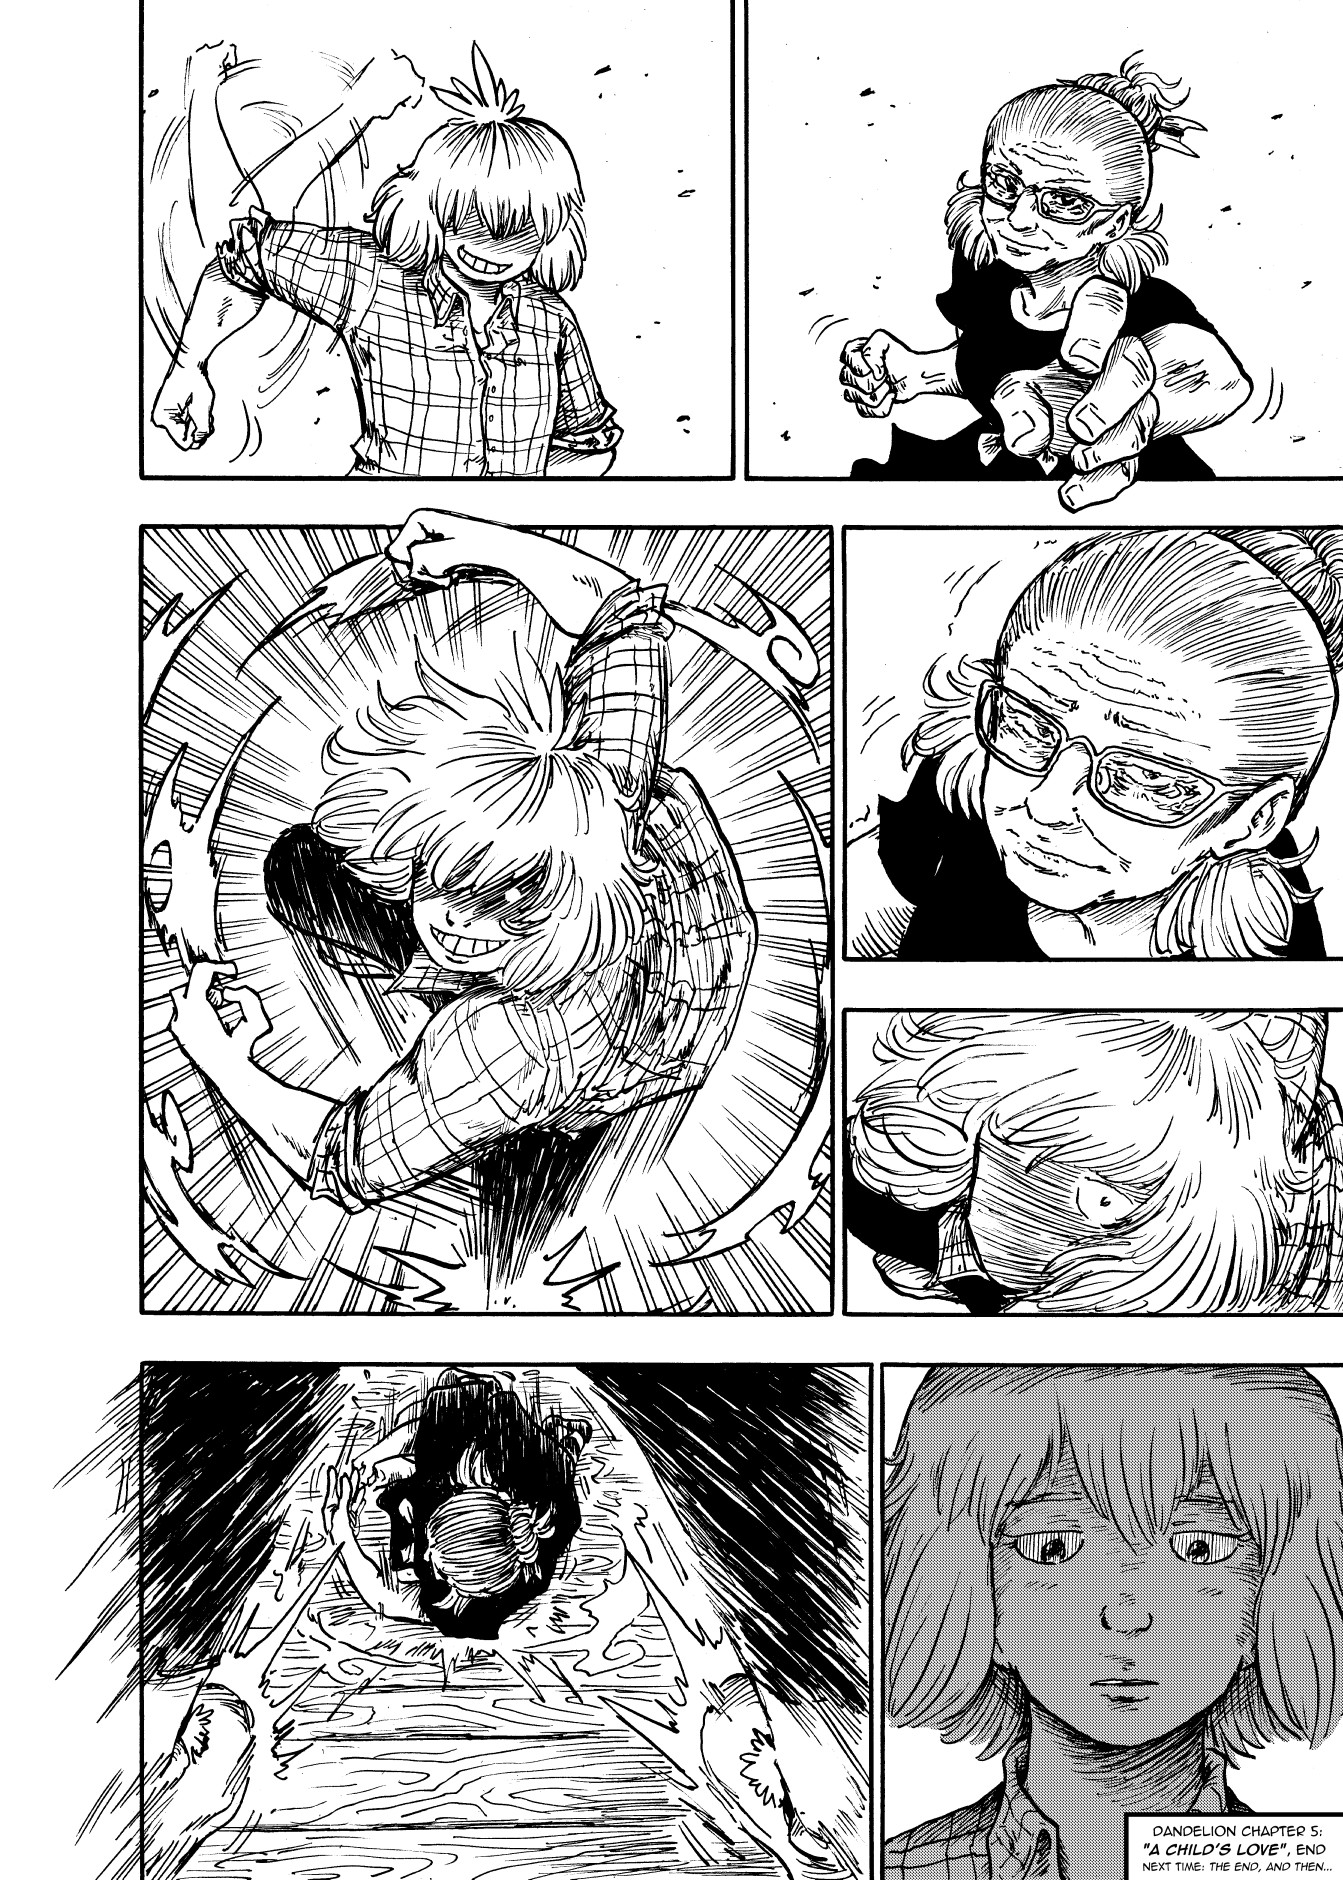 DANDELION CHAPTER 5:
"A CHILD'S LOVE", END
NEXT TIME: THE END, AND THEN...